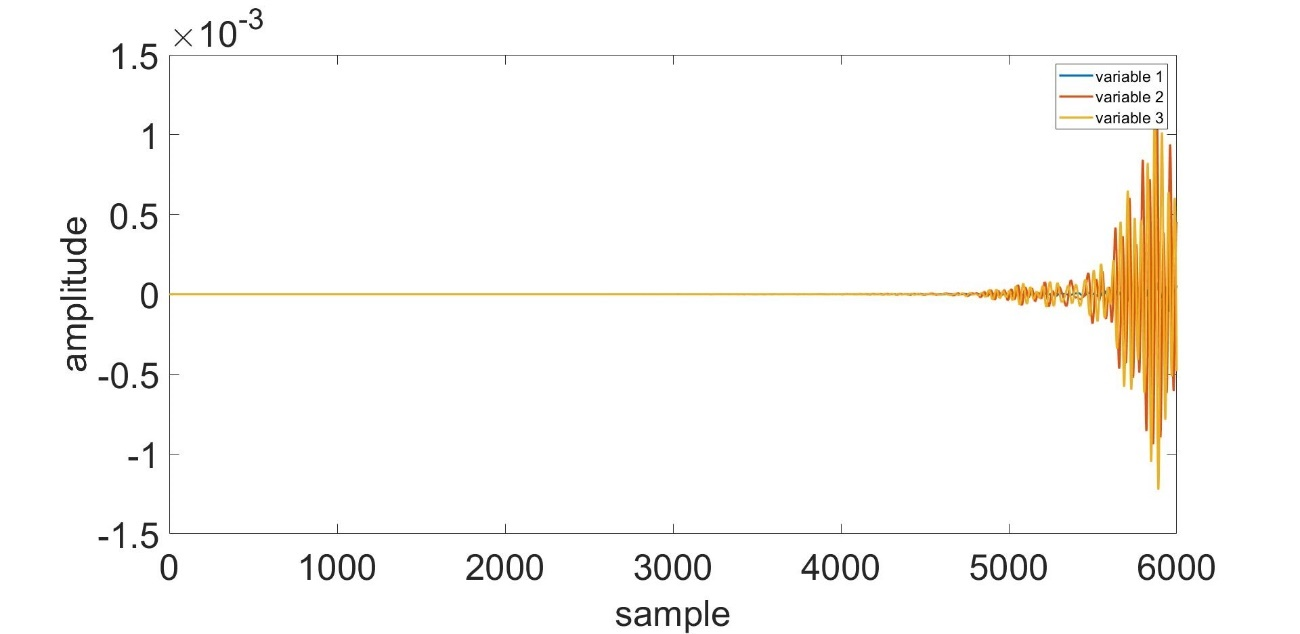 ×10-3
1.5
1
0.5
0
-0.5
-1
-1.5
amplitude
variable 1
variable 2
variable 3
0 1000 2000 3000 4000 5000 6000
sample